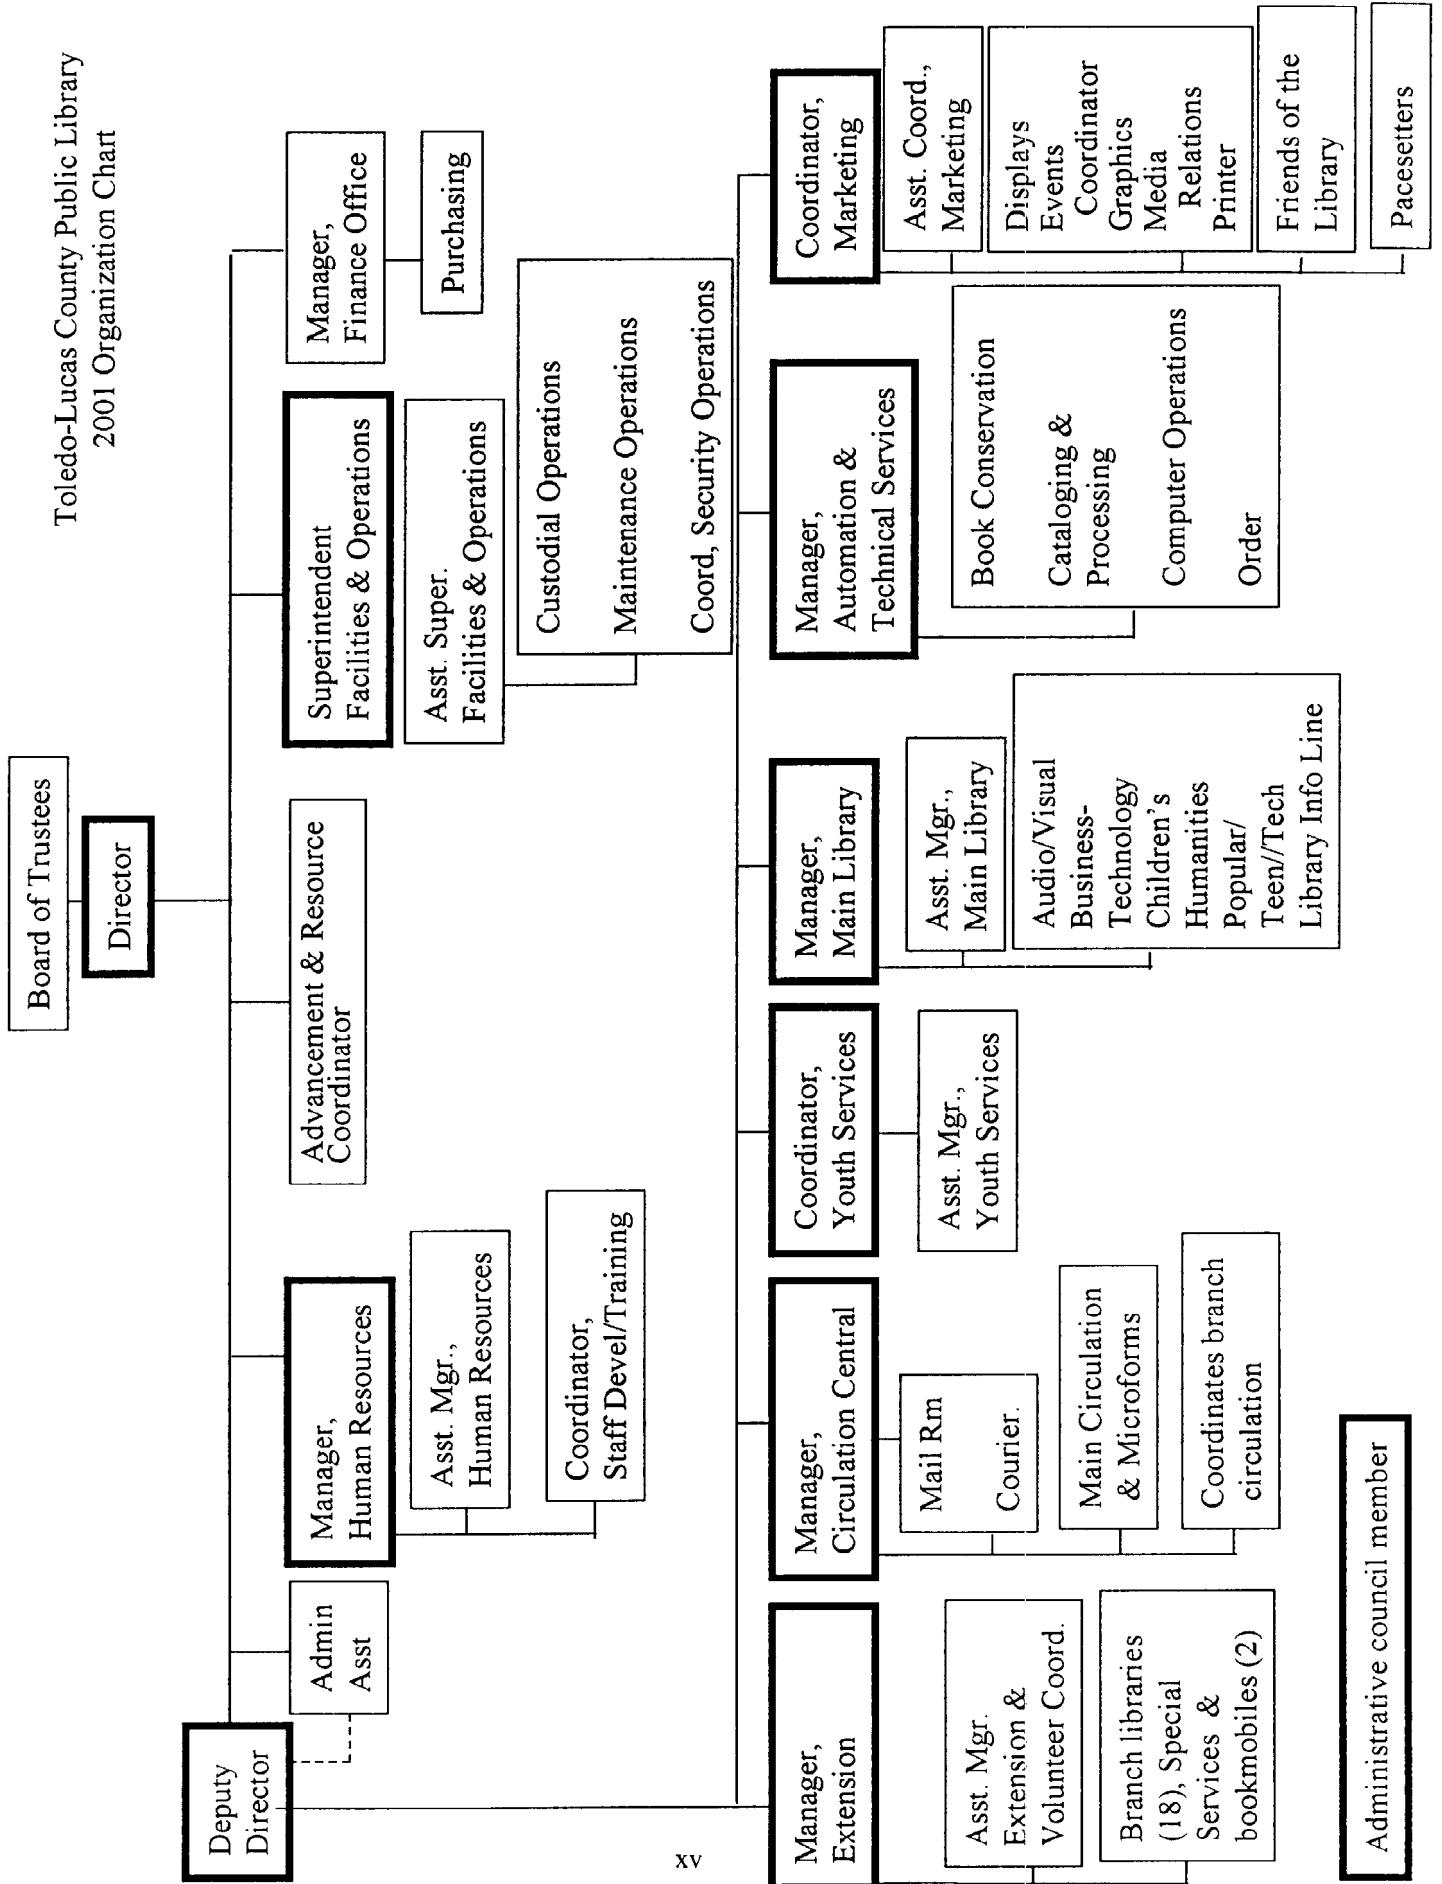 Toledo-Lucas County Public Library
2001 Organization Chart
Board of Trustees
Director
Deputy
Director
Admin
Asst
Manager,
Human Resources
Asst. Mgr.,
Human Resources
Coordinator,
Staff Devel/Training
Advancement & Resource
Coordinator
Superintendent
Facilities & Operations
Asst. Super.
Facilities & Operations
Custodial Operations
Maintenance Operations
Coord, Security Operations
Manager,
Finance Office
Purchasing
Manager,
Extension
Asst. Mgr.
Extension &
Volunteer Coord.
Branch libraries
(18), Special
Services &
bookmobiles (2)
Manager,
Circulation Central
Mail Rm
Courier.
Main Circulation
& Microforms
Coordinates branch
circulation
Coordinator,
Youth Services
Asst. Mgr.,
Youth Services
Manager,
Main Library
Asst. Mgr.,
Main Library
Audio/Visual
Business-
Technology
Children's
Humanities
Popular/
Teen//Tech
Library Info Line
Manager,
Automation &
Technical Services
Book Conservation
Cataloging &
Processing
Computer Operations
Order
Coordinator,
Marketing
Asst. Coord.,
Marketing
Displays
Events
Coordinator
Graphics
Media
Relations
Printer
Friends of the
Library
Pacesetters
Administrative council member
xv